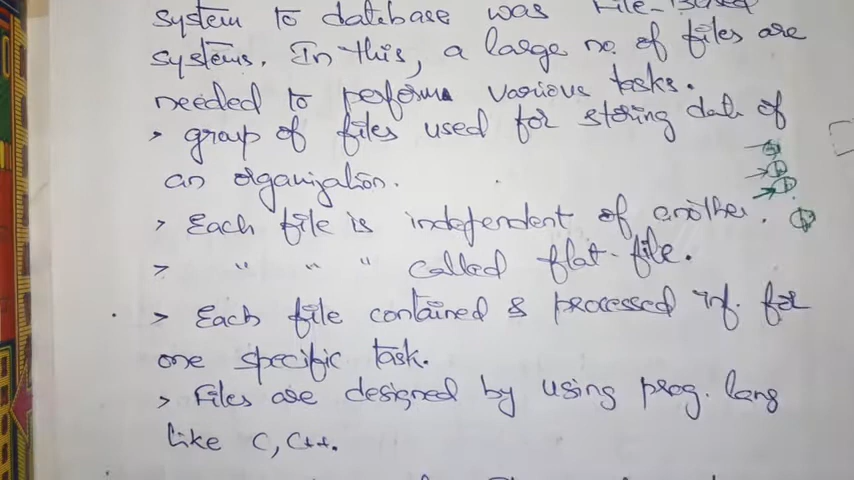 system to database was File-Based
systems. In this, a large no. of files are
needed to perform various tasks.
> group of files used for storing data of
an organization.
> Each file is independent of another.
> " " " called flat-file.
> Each file contained & processed inf. for
one specific task.
> Files are designed by using prog. lang
like C, C++.